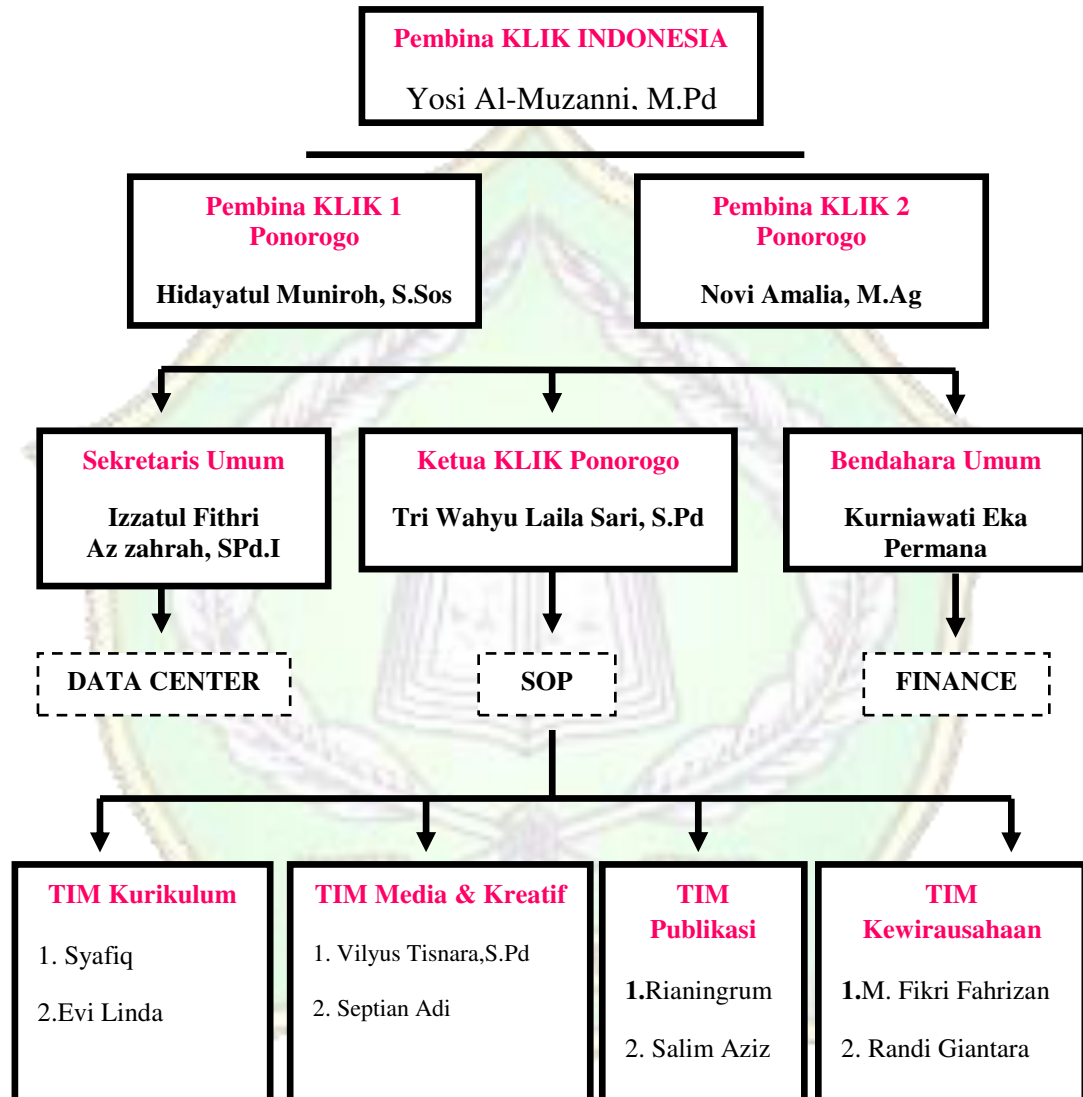 Pembina KLIK INDONESIA
Yosi Al-Muzanni, M.Pd
Pembina KLIK 1
Ponorogo
Hidayatul Muniroh, S.Sos
Pembina KLIK 2
Ponorogo
Novi Amalia, M.Ag
Sekretaris Umum
Izzatul Fithri
Az zahrah, SPd.I
Ketua KLIK Ponorogo
Tri Wahyu Laila Sari, S.Pd
Bendahara Umum
Kurniawati Eka
Permana
DATA CENTER
SOP
FINANCE
TIM Kurikulum
1. Syafiq
2.Evi Linda
TIM Media & Kreatif
1. Vilyus Tisnara,S.Pd
2. Septian Adi
TIM
Publikasi
1.Rianingrum
2. Salim Aziz
TIM
Kewirausahaan
1.M. Fikri Fahrizan
2. Randi Giantara